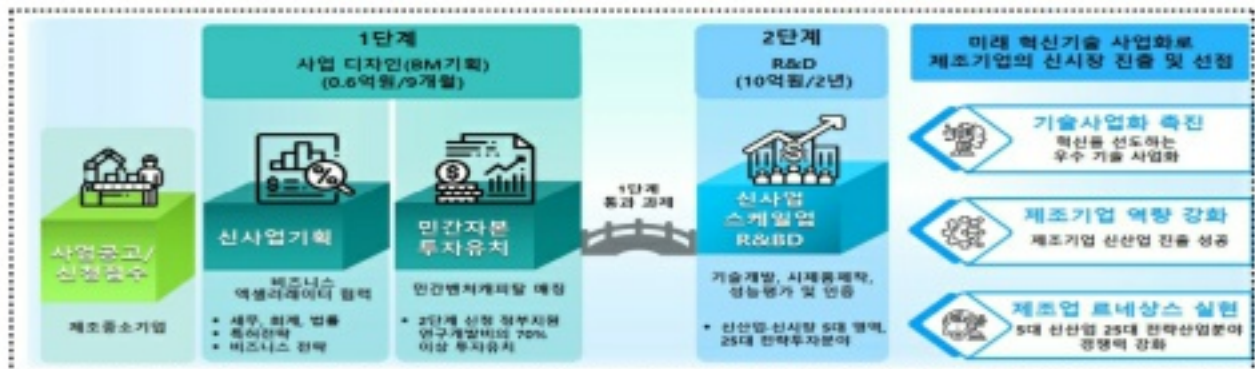 1단계
사업 디자인(BM기획)
(0.6억원/9개월)
2단계
R&D
(10억원/2년)
미래 혁신기술 사업화로
제조기업의 신시장 진출 및 선점
사업공고/
신청접수
제조중소기업
신사업기획
비즈니스
액셀러레이터 협력
• 세무, 회계, 법률
• 특허전략
• 비즈니스 전략
민간자본
투자유치
민간벤처캐피탈 매칭
• 2단계 신청 정부지원
연구개발비의 70%
이상 투자유치
1단계
통과 과제
신사업
스케일업
R&BD
기술개발, 시제품제작,
성능평가 및 인증
• 신산업·신시장 5대 영역,
25대 전략투자분야
기술사업화 촉진
혁신을 선도하는
우수 기술 사업화
제조기업 역량 강화
제조기업 신산업 진출 성공
제조업 르네상스 실현
5대 신산업 25대 전략산업분야
경쟁력 강화